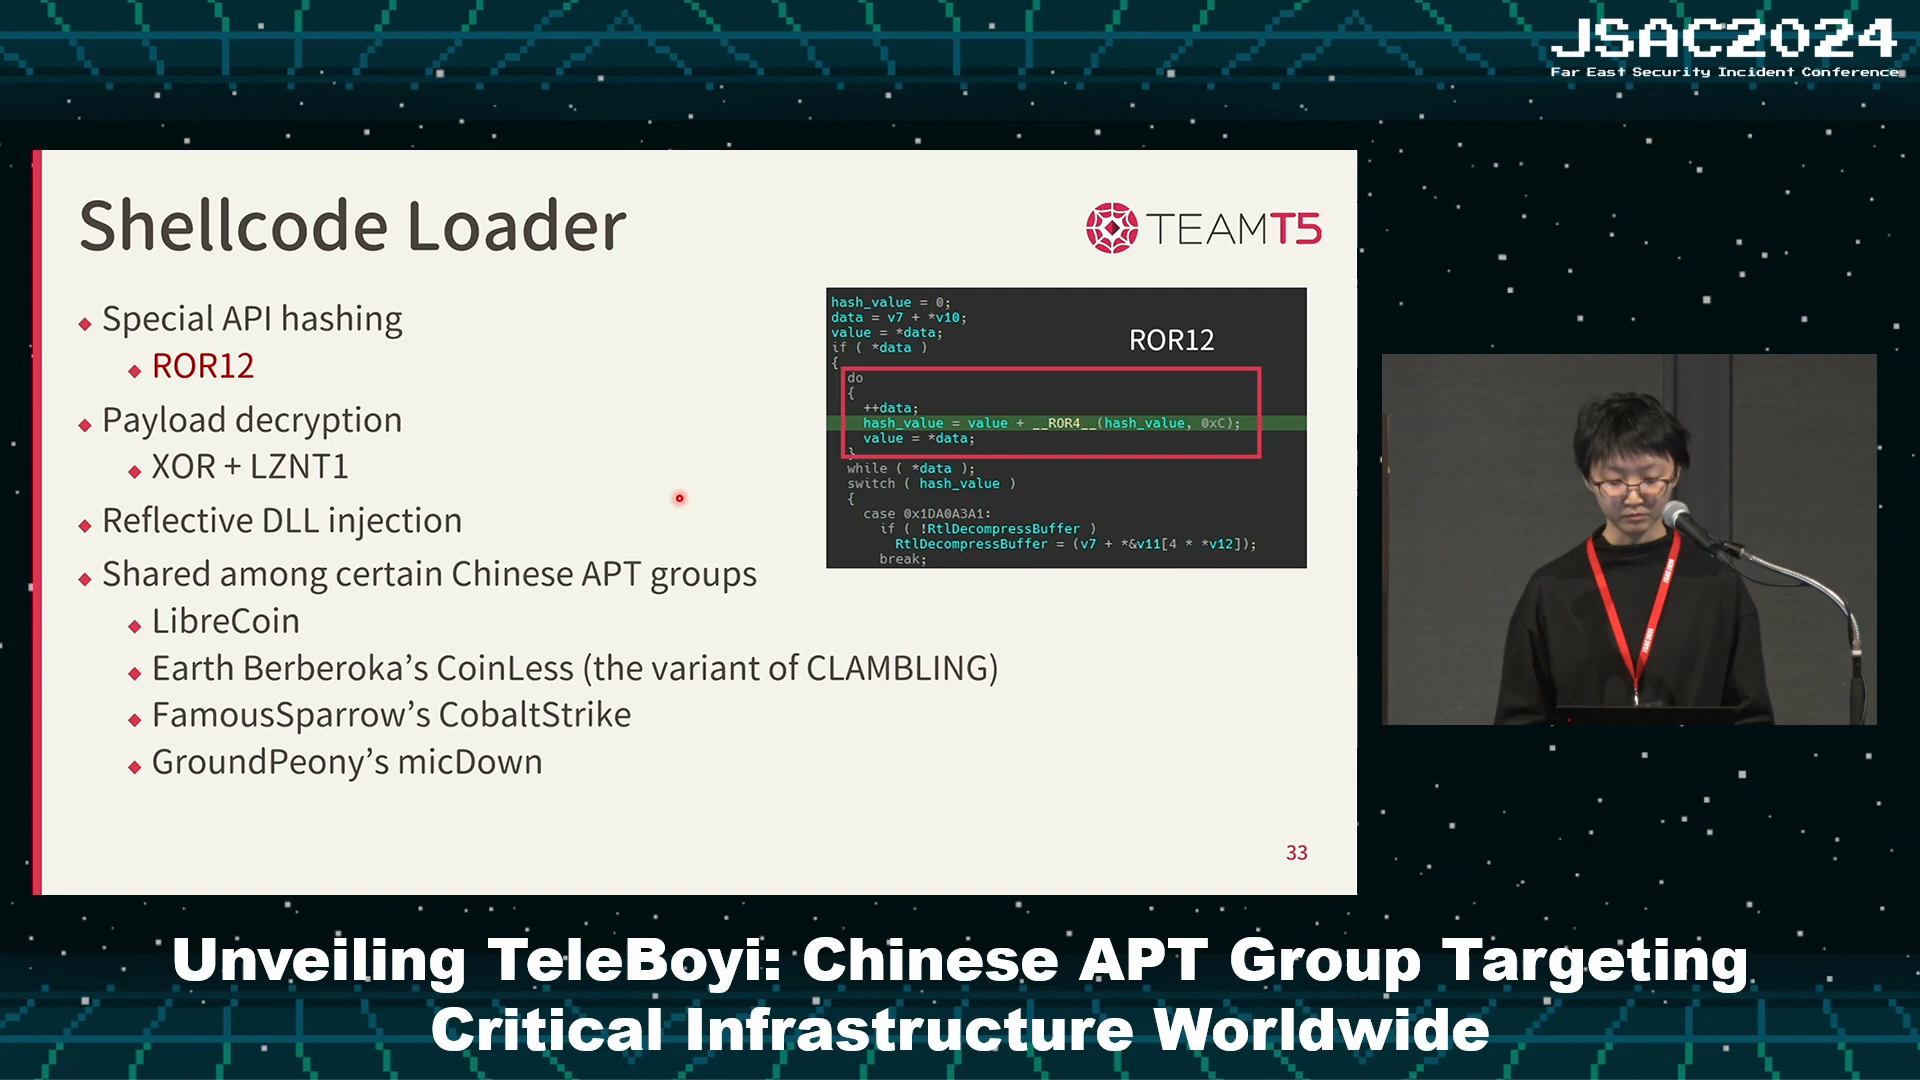 JSAC2024
Far East Security Incident Conference
Shellcode Loader
TEAMT5
Special API hashing
ROR12
Payload decryption
XOR + LZNT1
Reflective DLL injection
Shared among certain Chinese APT groups
LibreCoin
Earth Berberoka’s CoinLess (the variant of CLAMBLING)
FamousSparrow’s CobaltStrike
GroundPeony’s micDown
hash_value = 0;
data = v7 + *v10;
value = *data;
if ( *data )
{
do
{
++data;
hash_value = value + __ROR4__(hash_value, 0xC);
value = *data;
}
while ( *data );
switch ( hash_value )
{
case 0x1DA0A3A1:
if ( !RtlDecompressBuffer )
RtlDecompressBuffer = (v7 + *&v11[4 * *v12]);
break;
ROR12
33
Unveiling TeleBoyi: Chinese APT Group Targeting
Critical Infrastructure Worldwide